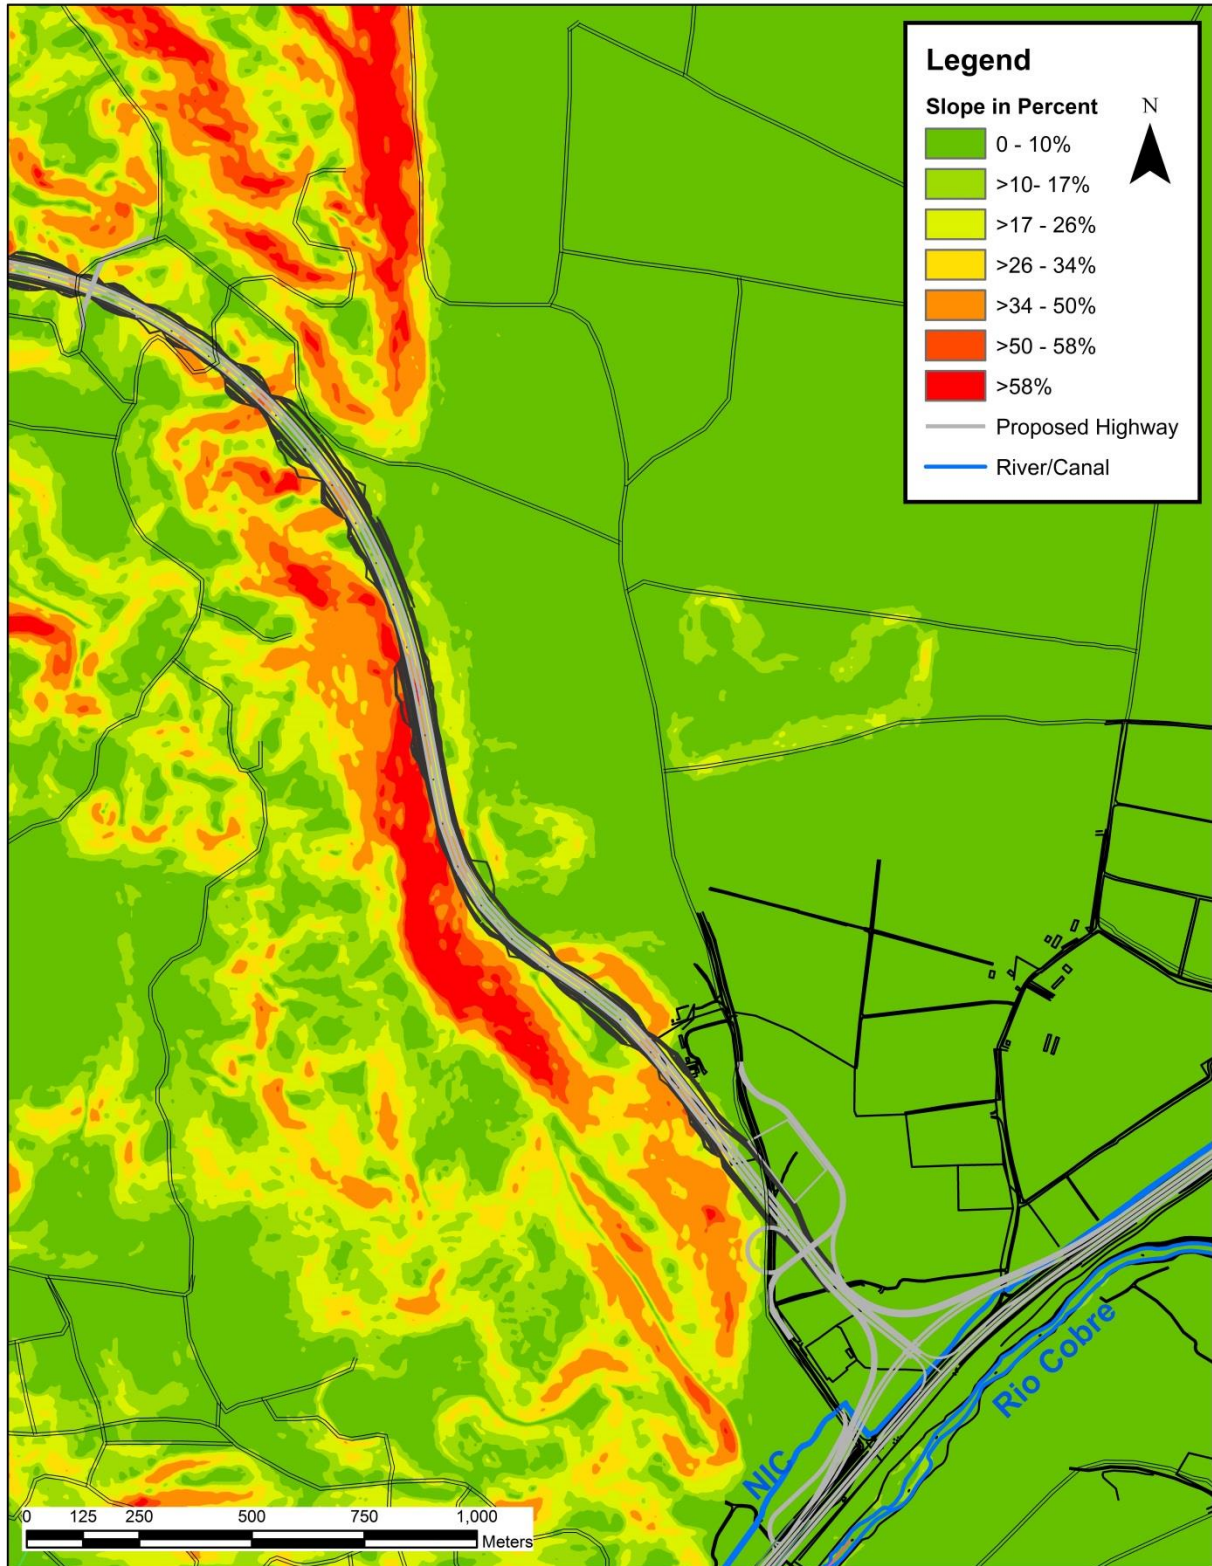 Legend
Slope in Percent
N
0 - 10%
>10- 17%
>17 - 26%
>26 - 34%
>34 - 50%
>50 - 58%
>58%
Proposed Highway
River/Canal
Rio Cobre
NIC
0 125 250 500 750 1,000
Meters